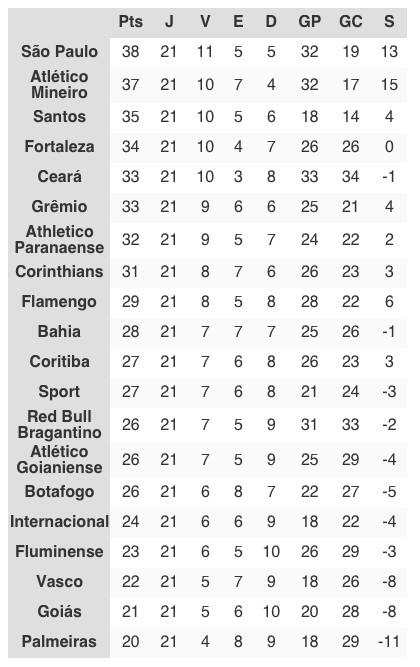 Pts J V E D GP GC S
São Paulo 38 21 11 5 5 32 19 13
Atlético
Mineiro 37 21 10 7 4 32 17 15
Santos 35 21 10 5 6 18 14 4
Fortaleza 34 21 10 4 7 26 26 0
Ceará 33 21 10 3 8 33 34 -1
Grêmio 33 21 9 6 6 25 21 4
Athletico
Paranaense 32 21 9 5 7 24 22 2
Corinthians 31 21 8 7 6 26 23 3
Flamengo 29 21 8 5 8 28 22 6
Bahia 28 21 7 7 7 25 26 -1
Coritiba 27 21 7 6 8 26 23 3
Sport 27 21 7 6 8 21 24 -3
Red Bull
Bragantino 26 21 7 5 9 31 33 -2
Atlético
Goianiense 26 21 7 5 9 25 29 -4
Botafogo 26 21 6 8 7 22 27 -5
Internacional 24 21 6 6 9 18 22 -4
Fluminense 23 21 6 5 10 26 29 -3
Vasco 22 21 5 7 9 18 26 -8
Goiás 21 21 5 6 10 20 28 -8
Palmeiras 20 21 4 8 9 18 29 -11